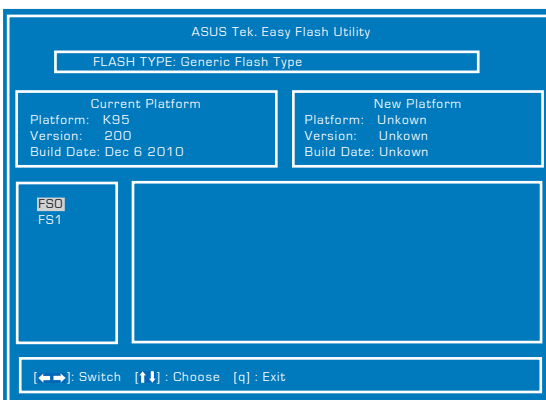 ASUS Tek. Easy Flash Utility
FLASH TYPE: Generic Flash Type
Current Platform
Platform: K95
Version: 200
Build Date: Dec 6 2010
New Platform
Platform: Unkown
Version: Unkown
Build Date: Unkown
FS0
FS1
[←→]: Switch [↑↓] : Choose [q] : Exit